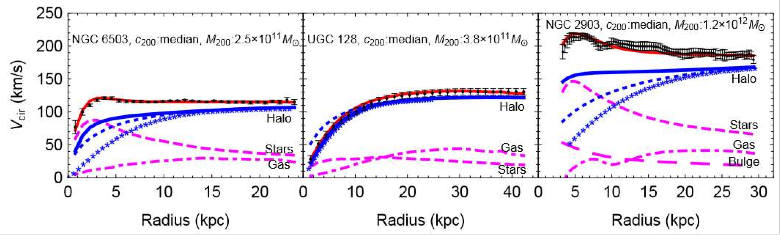 NGC 6503, c200:median, M200:2.5×10¹¹M⊙
UGC 128, c200:median, M200:3.8×10¹¹M⊙
NGC 2903, c200:median, M200:1.2×10¹²M⊙
250
200
150
100
50
0
Vcir (km/s)
Halo
Stars
Gas
Halo
Gas
Stars
Halo
Stars
Gas
Bulge
0 5 10 15 20
0 10 20 30 40
0 5 10 15 20 25 30
Radius (kpc)
Radius (kpc)
Radius (kpc)